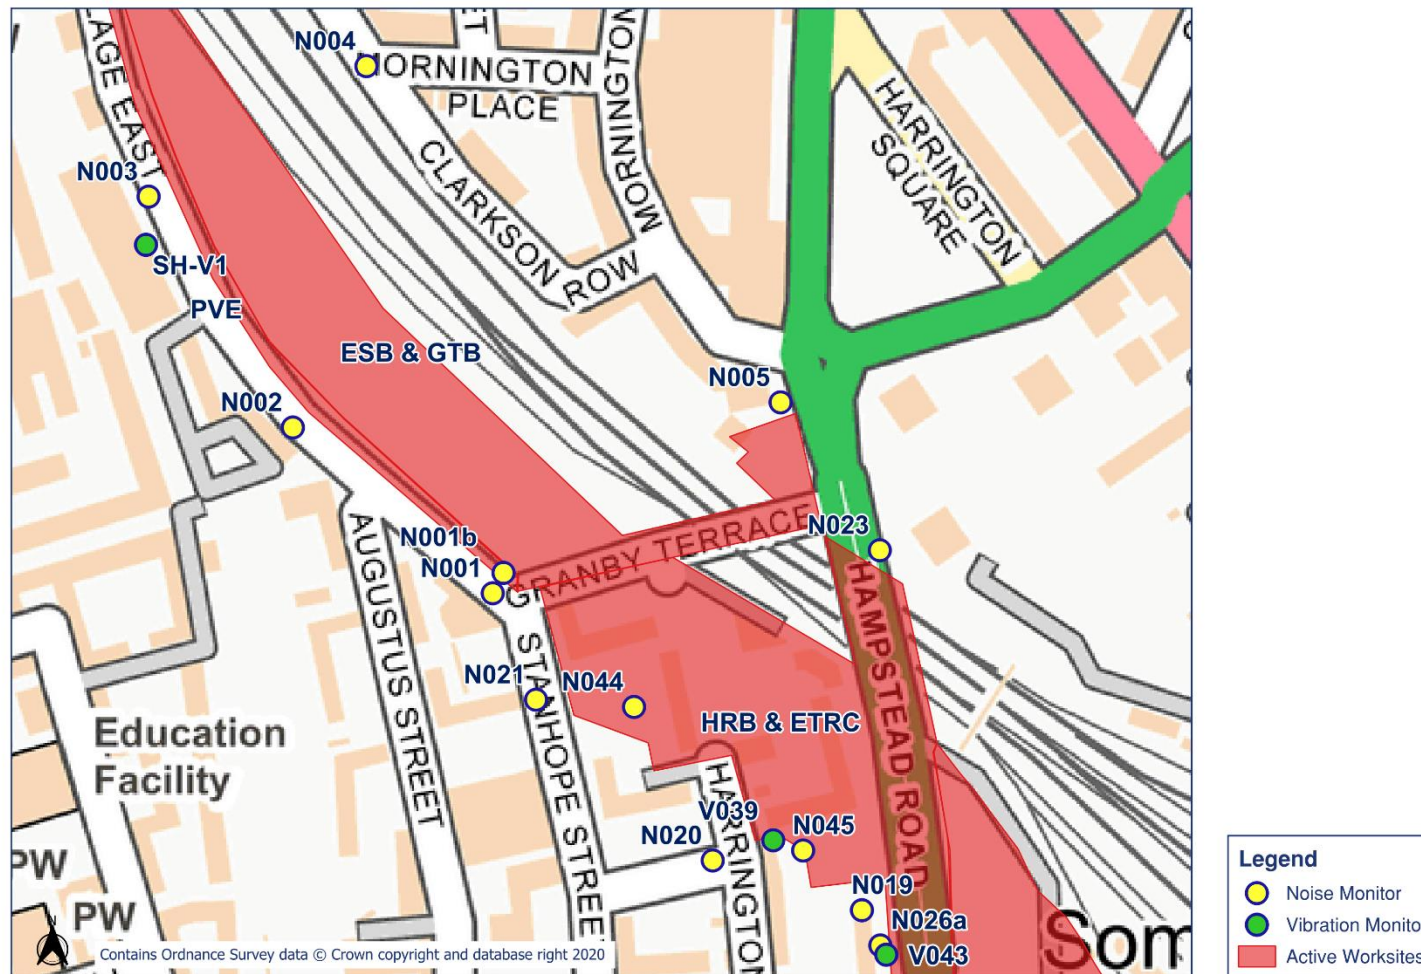 N004
MORNINGTON
PLACE
MORNINGTON
HARRINGTON
SQUARE
AGE EAST
N003
CLARKSON ROW
SH-V1
PVE
ESB & GTB
N005
N002
N001b
N001
GRANBY TERRACE
N023
AUGUSTUS STREET
STANHOPE STREE
HAMPSTEAD ROAD
N021
N044
HRB & ETRC
Education
Facility
HARRINGTON
V039
N045
N020
PW
PW
N019
N026a
V043
Som
N
Contains Ordnance Survey data © Crown copyright and database right 2020
Legend
Noise Monitor
Vibration Monito
Active Worksites